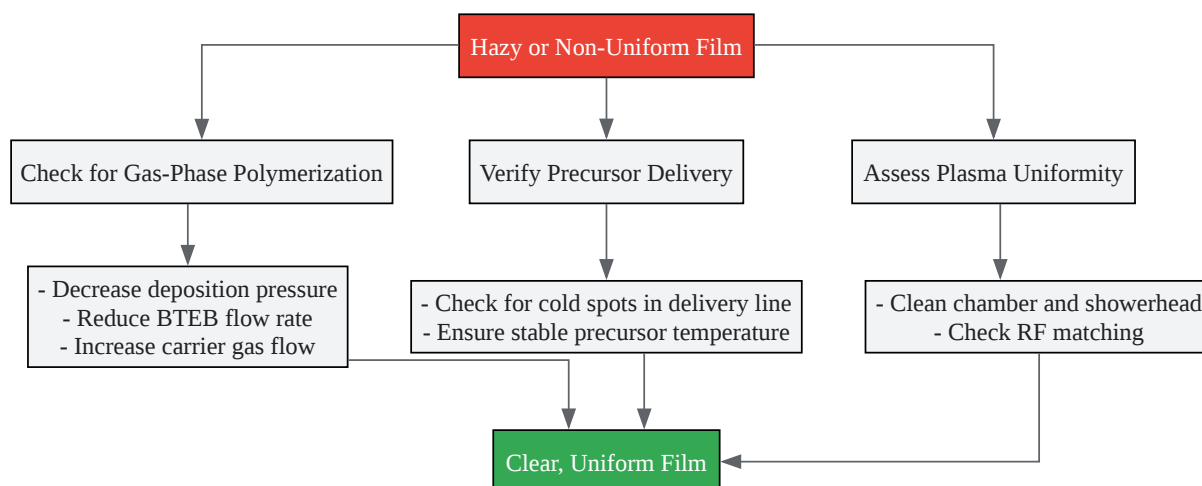 Hazy or Non-Uniform Film
Check for Gas-Phase Polymerization
Verify Precursor Delivery
Assess Plasma Uniformity
- Decrease deposition pressure
- Reduce BTEB flow rate
- Increase carrier gas flow
- Check for cold spots in delivery line
- Ensure stable precursor temperature
- Clean chamber and showerhead
- Check RF matching
Clear, Uniform Film